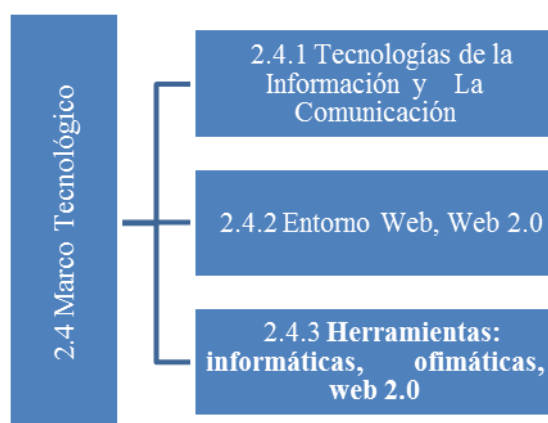 2.4 Marco Tecnológico
2.4.1 Tecnologías de la
Información y La
Comunicación
2.4.2 Entorno Web, Web 2.0
2.4.3 Herramientas:
informáticas, ofimáticas,
web 2.0